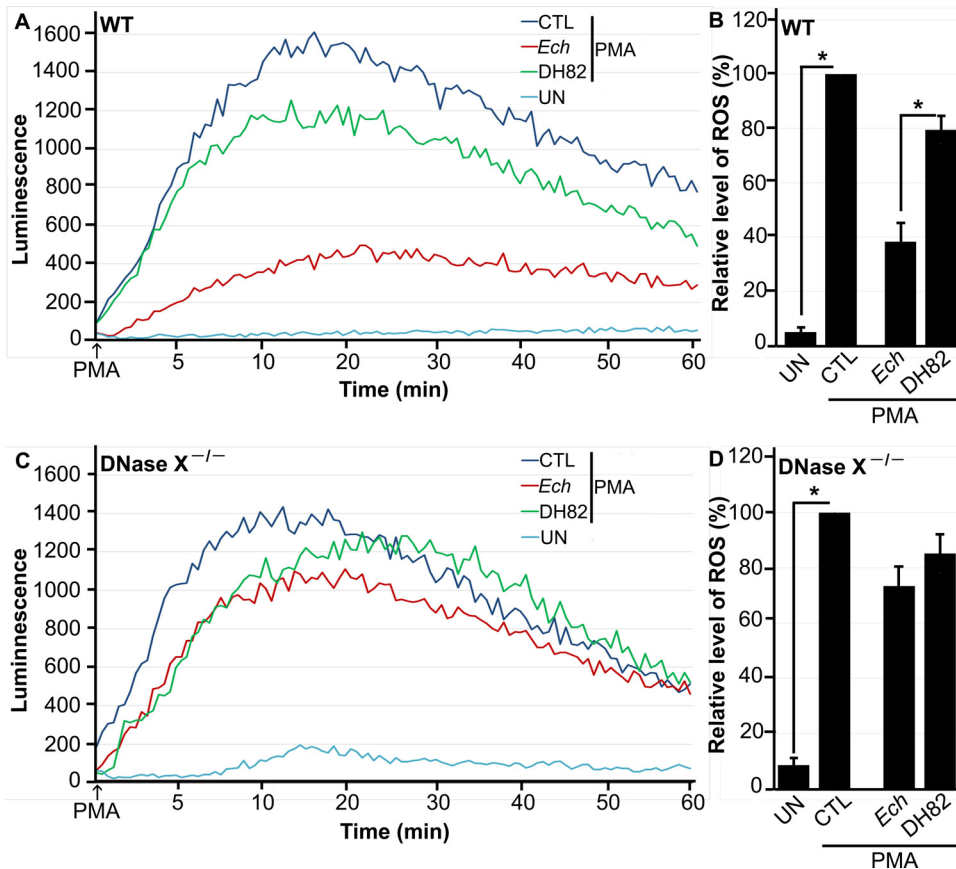 A WT
CTL
Ech
DH82
UN
PMA
Luminescence
1600
1400
1200
1000
800
600
400
200
0
5 10 20 30 40 50 60
PMA
Time (min)
B WT
Relative level of ROS (%)
120
100
80
60
40
20
0
UN CTL Ech DH82
PMA
* *
C DNase X−/−
CTL
Ech
DH82
UN
PMA
Luminnescence
1600
1400
1200
1000
800
600
400
200
0
5 10 20 30 40 50 60
PMA
Time (min)
D DNase X−/−
Relative level of ROS (%)
120
100
80
60
40
20
0
*
UN CTL Ech DH82
PMA